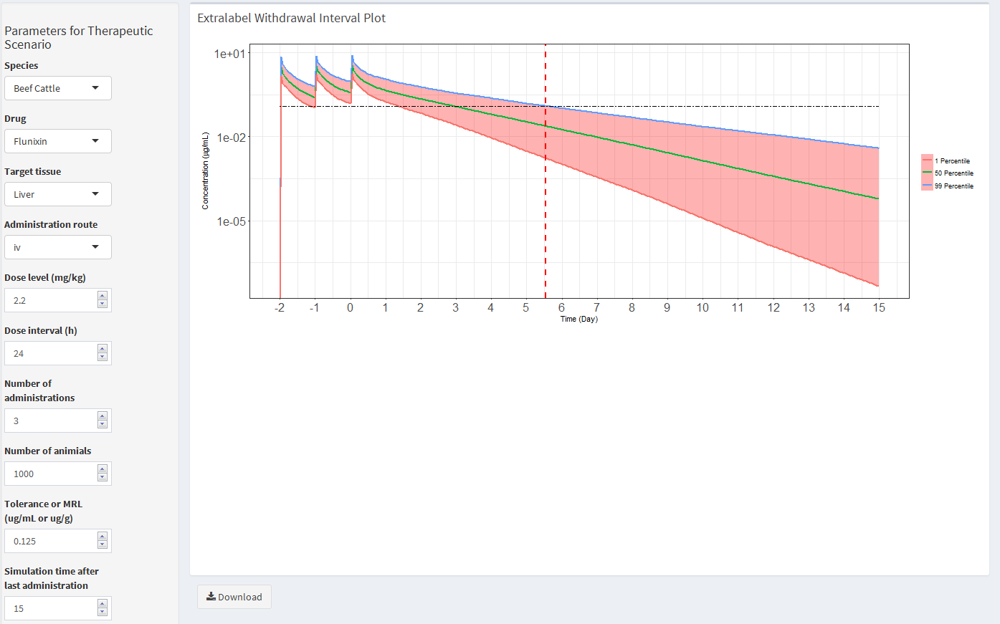 Parameters for Therapeutic
Scenario
Species
Beef Cattle
Drug
Flunixin
Target tissue
Liver
Administration route
iv
Dose level (mg/kg)
2.2
Dose interval (h)
24
Number of
administrations
3
Number of animials
1000
Tolerance or MRL
(ug/mL or ug/g)
0.125
Simulation time after
last administration
15
Extralabel Withdrawal Interval Plot
Concentration (µg/mL)
1e+01
1e-02
1e-05
-2 -1 0 1 2 3 4 5 6 7 8 9 10 11 12 13 14 15
Time (Day)
1 Percentile
50 Percentile
99 Percentile
Download